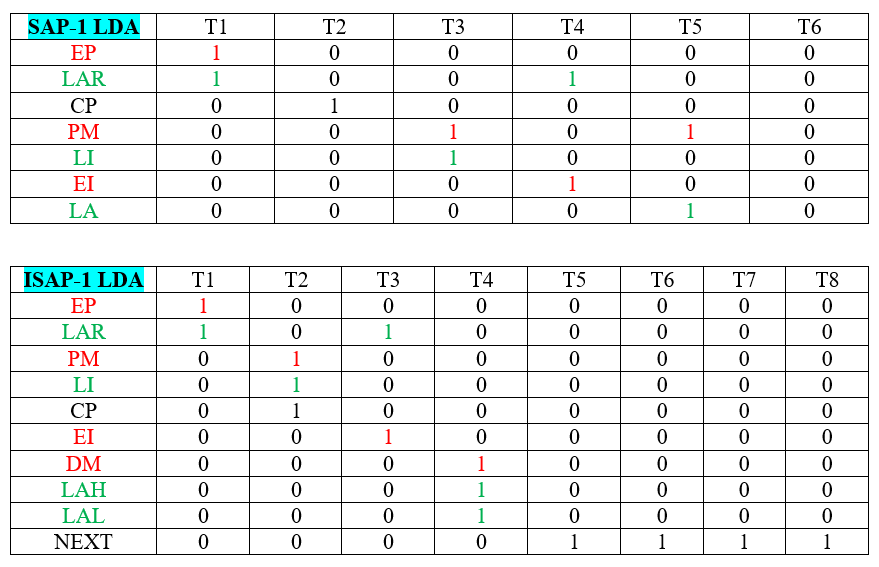 SAP-1 LDA T1 T2 T3 T4 T5 T6
EP 1 0 0 0 0 0
LAR 1 0 0 1 0 0
CP 0 1 0 0 0 0
PM 0 0 1 0 1 0
LI 0 0 1 0 0 0
EI 0 0 0 1 0 0
LA 0 0 0 0 1 0
ISAP-1 LDA T1 T2 T3 T4 T5 T6 T7 T8
EP 1 0 0 0 0 0 0 0
LAR 1 0 1 0 0 0 0 0
PM 0 1 0 0 0 0 0 0
LI 0 1 0 0 0 0 0 0
CP 0 1 0 0 0 0 0 0
EI 0 0 1 0 0 0 0 0
DM 0 0 0 1 0 0 0 0
LAH 0 0 0 1 0 0 0 0
LAL 0 0 0 1 0 0 0 0
NEXT 0 0 0 0 1 1 1 1